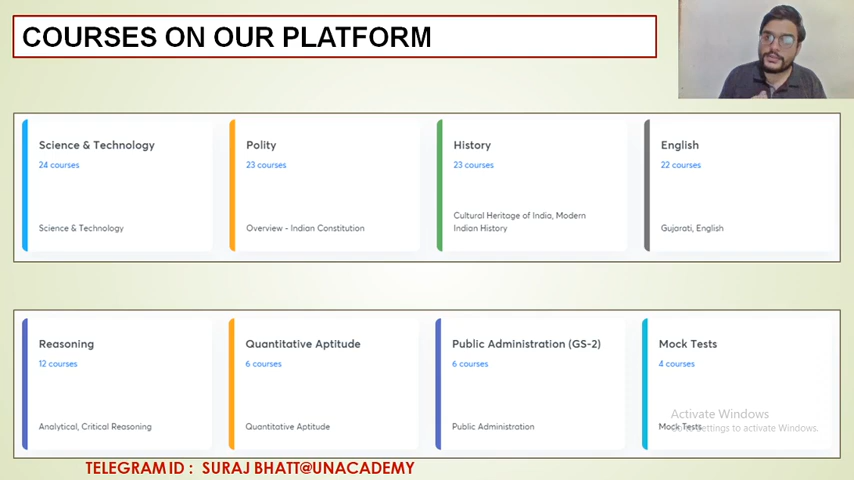 COURSES ON OUR PLATFORM
Science & Technology
24 courses
Science & Technology
Polity
23 courses
Overview - Indian Constitution
History
23 courses
Cultural Heritage of India, Modern
Indian History
English
22 courses
Gujarati, English
Reasoning
12 courses
Analytical, Critical Reasoning
Quantitative Aptitude
6 courses
Quantitative Aptitude
Public Administration (GS-2)
6 courses
Public Administration
Mock Tests
4 courses
Mock Tests
Activate Windows
Go to Settings to activate Windows.
TELEGRAM ID : SURAJ BHATT@UNACADEMY